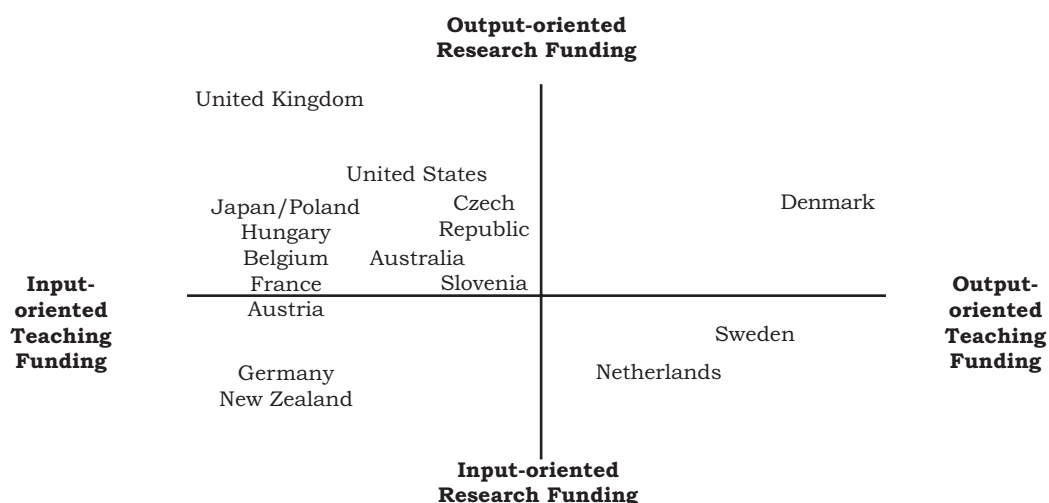 Output-oriented
Research Funding
United Kingdom
United States
Japan/Poland
Hungary
Belgium
France
Austria
Czech
Republic
Australia
Slovenia
Denmark
Input-
oriented
Teaching
Funding
Output-
oriented
Teaching
Funding
Sweden
Netherlands
Germany
New Zealand
Input-oriented
Research Funding